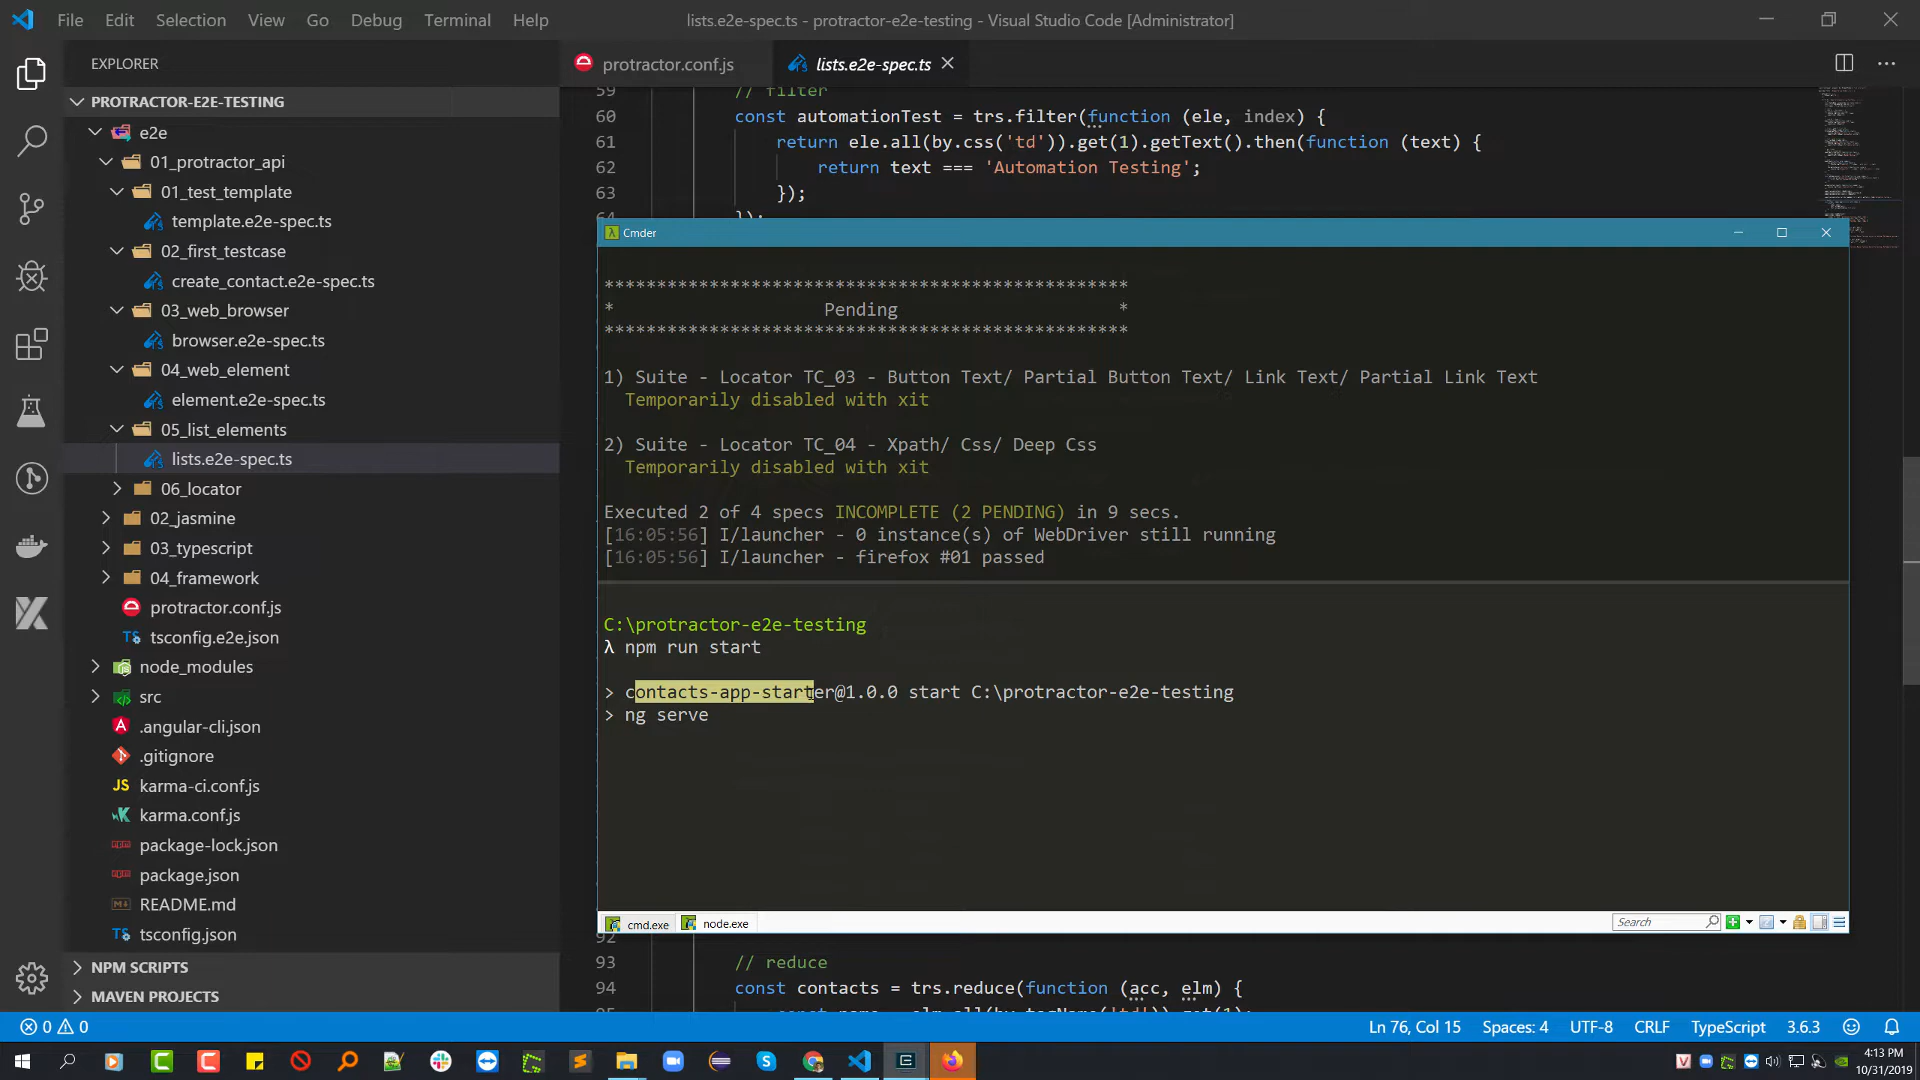 File Edit Selection View Go Debug Terminal Help
lists.e2e-spec.ts - protractor-e2e-testing - Visual Studio Code [Administrator]
EXPLORER
PROTRACTOR-E2E-TESTING
e2e
01_protractor_api
01_test_template
template.e2e-spec.ts
02_first_testcase
create_contact.e2e-spec.ts
03_web_browser
browser.e2e-spec.ts
04_web_element
element.e2e-spec.ts
05_list_elements
lists.e2e-spec.ts
06_locator
02_jasmine
03_typescript
04_framework
protractor.conf.js
tsconfig.e2e.json
node_modules
src
.angular-cli.json
.gitignore
karma-ci.conf.js
karma.conf.js
package-lock.json
package.json
README.md
tsconfig.json
NPM SCRIPTS
MAVEN PROJECTS
protractor.conf.js
lists.e2e-spec.ts
59 // filter
60 const automationTest = trs.filter(function (ele, index) {
61 return ele.all(by.css('td')).get(1).getText().then(function (text) {
62 return text === 'Automation Testing';
63 });
64 });
Cmder
**************************************************
* Pending *
**************************************************
1) Suite - Locator TC_03 - Button Text/ Partial Button Text/ Link Text/ Partial Link Text
Temporarily disabled with xit
2) Suite - Locator TC_04 - Xpath/ Css/ Deep Css
Temporarily disabled with xit
Executed 2 of 4 specs INCOMPLETE (2 PENDING) in 9 secs.
[16:05:56] I/launcher - 0 instance(s) of WebDriver still running
[16:05:56] I/launcher - firefox #01 passed
C:\protractor-e2e-testing
λ npm run start
> contacts-app-starter@1.0.0 start C:\protractor-e2e-testing
> ng serve
cmd.exe node.exe
Search
92
93 // reduce
94 const contacts = trs.reduce(function (acc, elm) {
0 0
Ln 76, Col 15 Spaces: 4 UTF-8 CRLF TypeScript 3.6.3
4:13 PM
10/31/2019